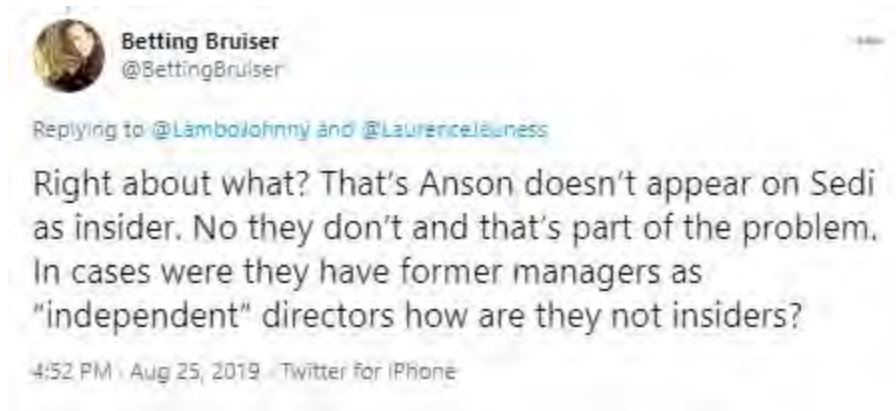 Betting Bruiser
@BettingBruiser
Replying to @LamboJohnny and @LaurenceJeuness
Right about what? That's Anson doesn't appear on Sedi
as insider. No they don't and that's part of the problem.
In cases were they have former managers as
"independent" directors how are they not insiders?
4:52 PM · Aug 25, 2019 · Twitter for iPhone